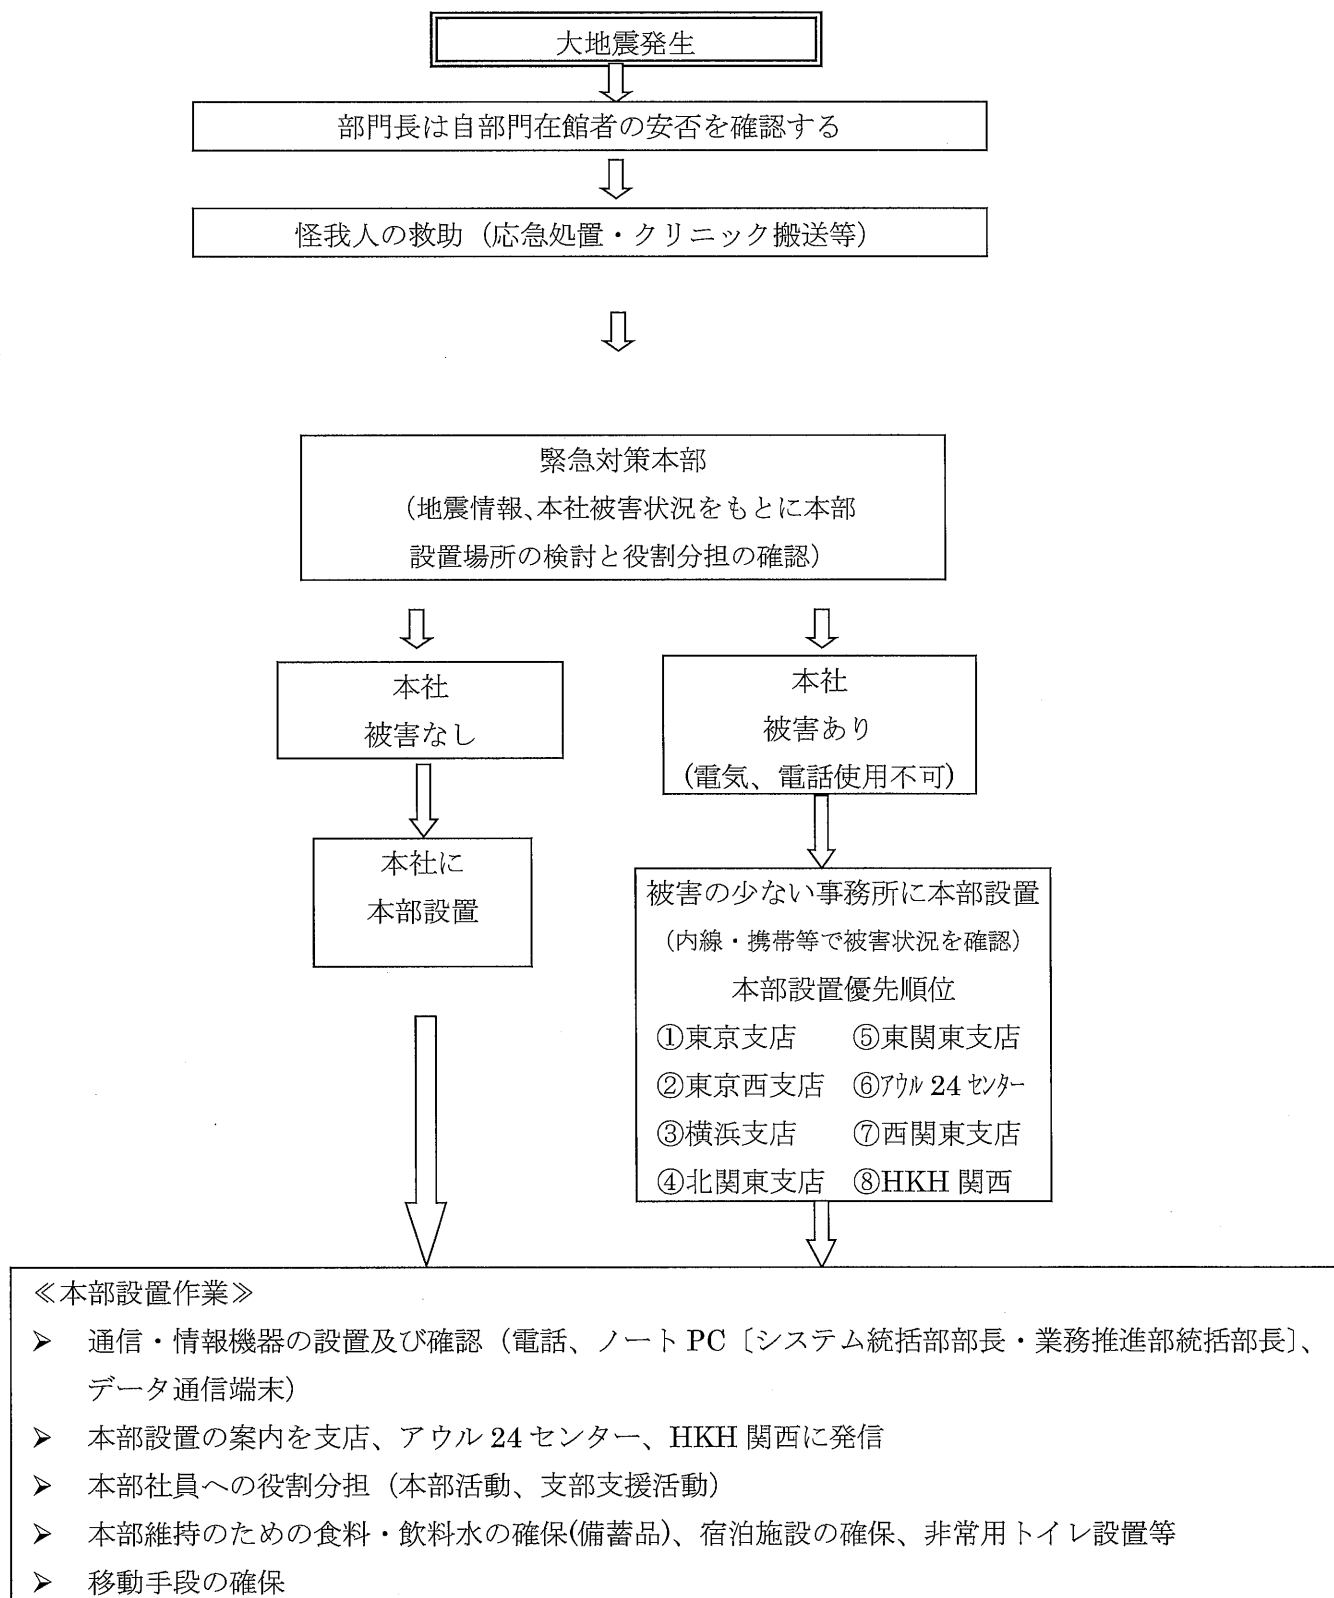 大地震発生
部門長は自部門在館者の安否を確認する
怪我人の救助（応急処置・クリニック搬送等）
緊急対策本部
（地震情報、本社被害状況をもとに本部
設置場所の検討と役割分担の確認）
本社
被害なし
本社
被害あり
(電気、電話使用不可)
本社に
本部設置
被害の少ない事務所に本部設置
（内線・携帯等で被害状況を確認）
本部設置優先順位
①東京支店 ⑤東関東支店
②東京西支店 ⑥ｱｳﾙ 24 ｾﾝﾀｰ
③横浜支店 ⑦西関東支店
④北関東支店 ⑧HKH 関西
≪本部設置作業≫
➢ 通信・情報機器の設置及び確認（電話、ノート PC〔システム統括部部長・業務推進部統括部長〕、
データ通信端末）
➢ 本部設置の案内を支店、アウル 24 センター、HKH 関西に発信
➢ 本部社員への役割分担（本部活動、支部支援活動）
➢ 本部維持のための食料・飲料水の確保(備蓄品)、宿泊施設の確保、非常用トイレ設置等
➢ 移動手段の確保